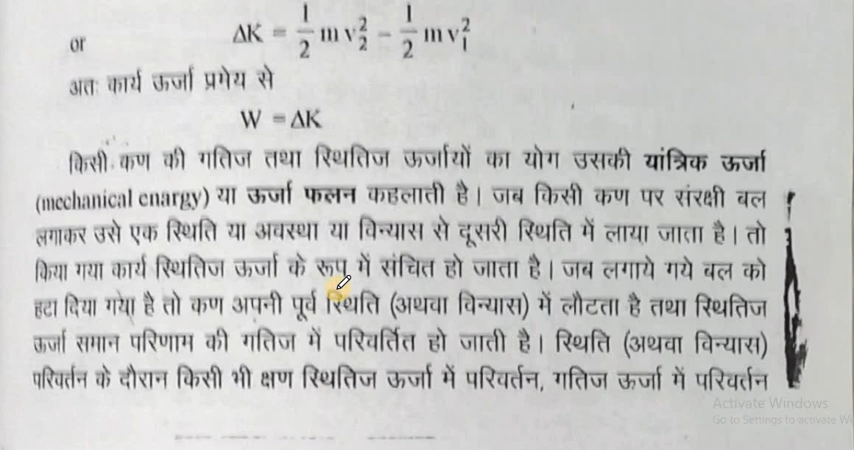 or ΔK = 1/2 m v₂² − 1/2 m v₁²
अतः कार्य ऊर्जा प्रमेय से
W = ΔK
किसी कण की गतिज तथा स्थितिज ऊर्जायों का योग उसकी यांत्रिक ऊर्जा
(mechanical enargy) या ऊर्जा फलन कहलाती है। जब किसी कण पर संरक्षी बल
लगाकर उसे एक स्थिति या अवस्था या विन्यास से दूसरी स्थिति में लाया जाता है। तो
किया गया कार्य स्थितिज ऊर्जा के रूप में संचित हो जाता है। जब लगाये गये बल को
हटा दिया गया है तो कण अपनी पूर्व स्थिति (अथवा विन्यास) में लौटता है तथा स्थितिज
ऊर्जा समान परिणाम की गतिज में परिवर्तित हो जाती है। स्थिति (अथवा विन्यास)
परिवर्तन के दौरान किसी भी क्षण स्थितिज ऊर्जा में परिवर्तन, गतिज ऊर्जा में परिवर्तन
Activate Windows
Go to Settings to activate Wi